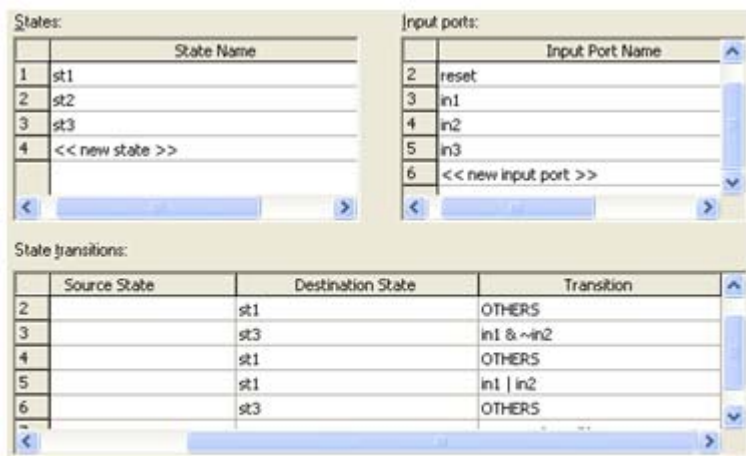 States:
Input ports:
State Name
1 st1
2 st2
3 st3
4 << new state >>
Input Port Name
2 reset
3 in1
4 in2
5 in3
6 << new input port >>
State transitions:
Source State Destination State Transition
2 st1 OTHERS
3 st3 in1 & ~in2
4 st1 OTHERS
5 st1 in1 | in2
6 st3 OTHERS